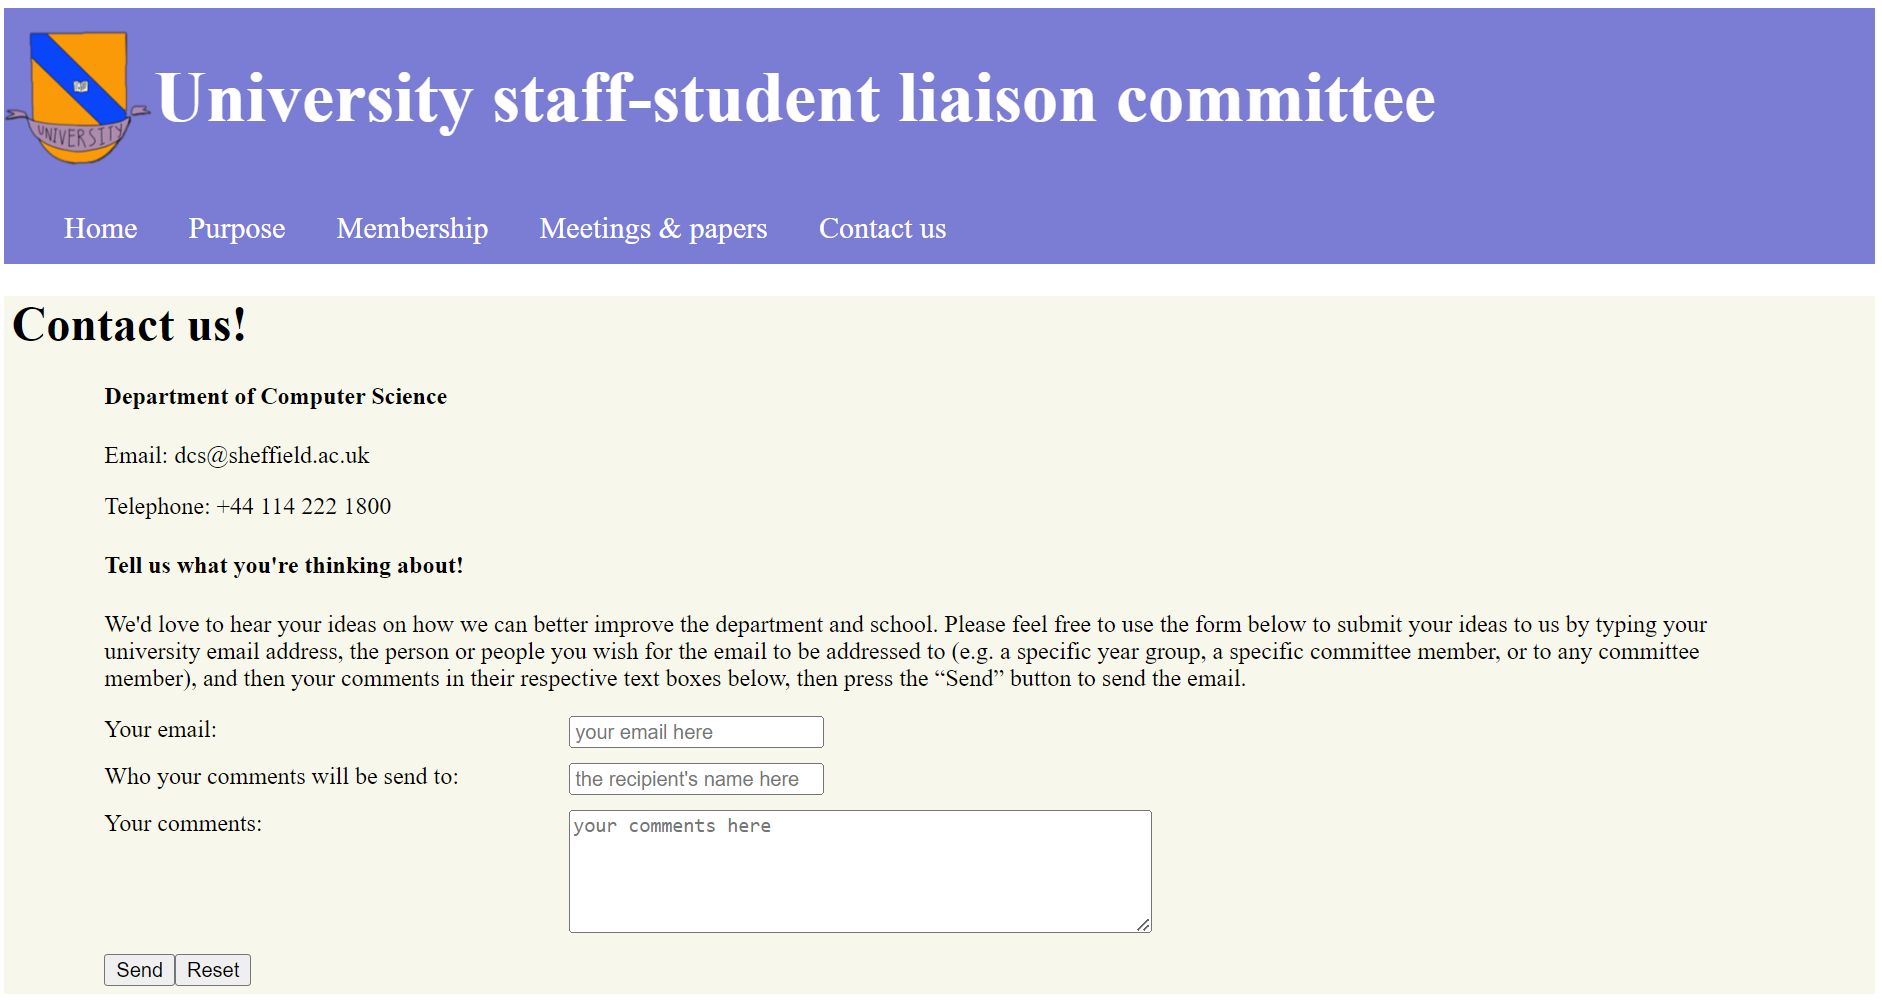 UNIVERSITY
University staff-student liaison committee
Home Purpose Membership Meetings & papers Contact us
Contact us!
Department of Computer Science
Email: dcs@sheffield.ac.uk
Telephone: +44 114 222 1800
Tell us what you're thinking about!
We'd love to hear your ideas on how we can better improve the department and school. Please feel free to use the form below to submit your ideas to us by typing your
university email address, the person or people you wish for the email to be addressed to (e.g. a specific year group, a specific committee member, or to any committee
member), and then your comments in their respective text boxes below, then press the “Send” button to send the email.
Your email: your email here
Who your comments will be send to: the recipient's name here
Your comments: your comments here
Send Reset